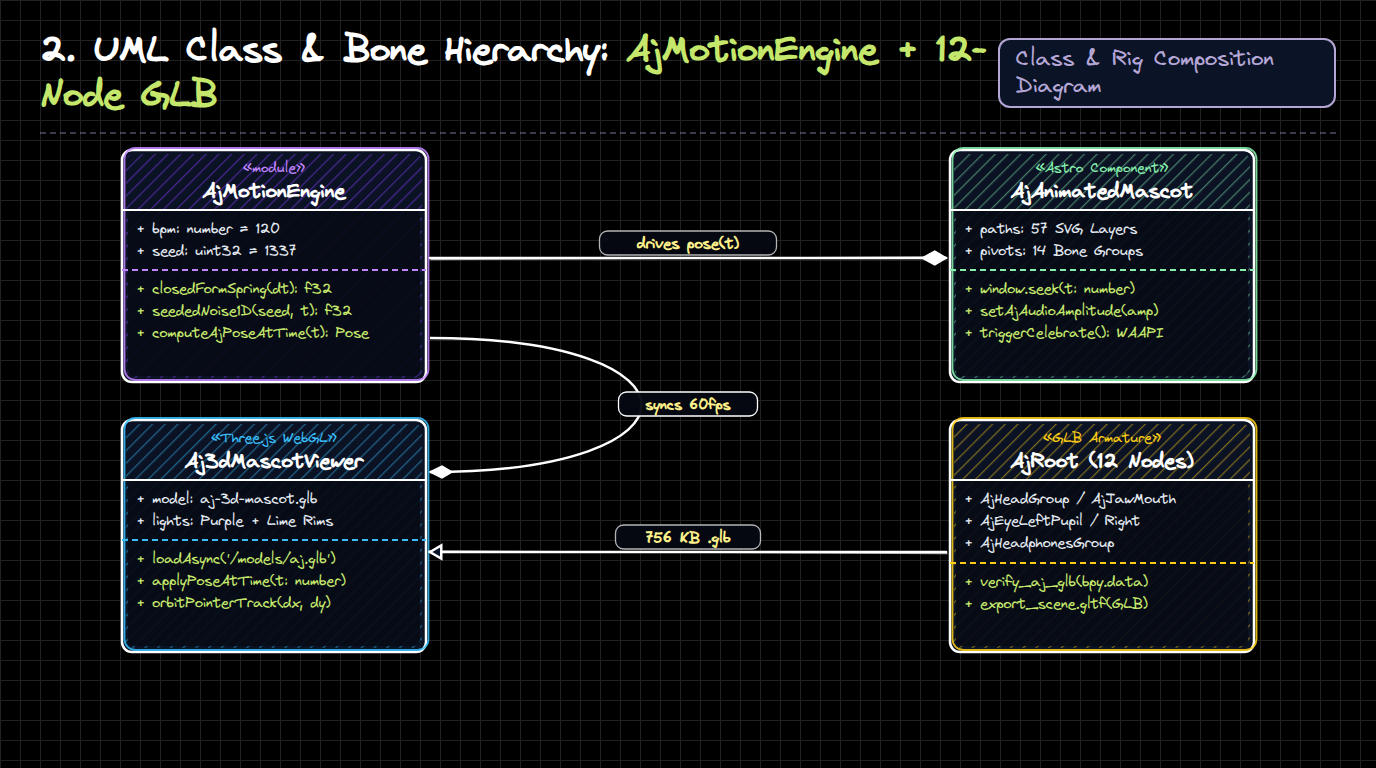 2. UML Class & Bone Hierarchy: AjMotionEngine + 12-
Node GLB
Class & Rig Composition
Diagram
«module»
AjMotionEngine
+ bpm: number = 120
+ seed: uint32 = 1337
+ closedFormSpring(dt): f32
+ seededNoise1D(seed, t): f32
+ computeAjPoseAtTime(t): Pose
drives pose(t)
«Astro Component»
AjAnimatedMascot
+ paths: 57 SVG Layers
+ pivots: 14 Bone Groups
+ window.seek(t: number)
+ setAjAudioAmplitude(amp)
+ triggerCelebrate(): WAAPI
syncs 60fps
«Three.js WebGL»
Aj3dMascotViewer
+ model: aj-3d-mascot.glb
+ lights: Purple + Lime Rims
+ loadAsync('/models/aj.glb')
+ applyPoseAtTime(t: number)
+ orbitPointerTrack(dx, dy)
756 KB .glb
«GLB Armature»
AjRoot (12 Nodes)
+ AjHeadGroup / AjJawMouth
+ AjEyeLeftPupil / Right
+ AjHeadphonesGroup
+ verify_aj_glb(bpy.data)
+ export_scene.gltf(GLB)